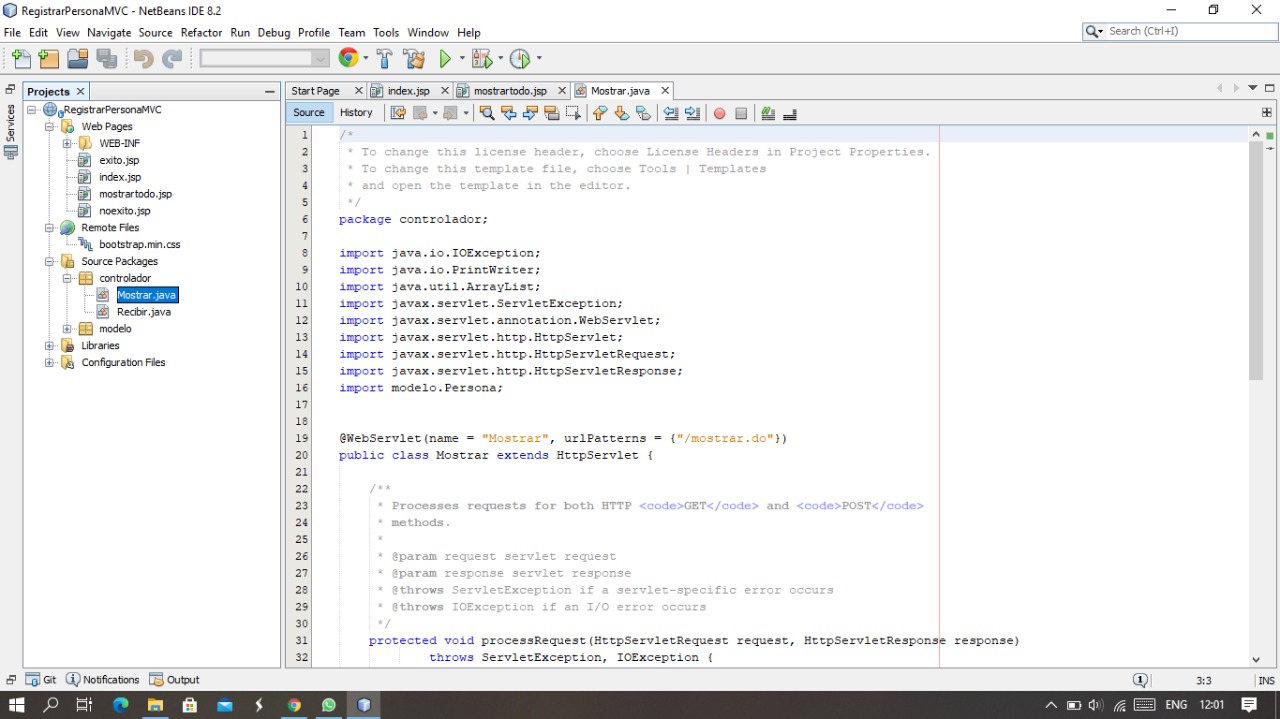 RegistrarPersonaMVC - NetBeans IDE 8.2
File Edit View Navigate Source Refactor Run Debug Profile Team Tools Window Help
Search (Ctrl+I)
Projects
Start Page
index.jsp
mostrartodo.jsp
Mostrar.java
Services
Source
History
RegistrarPersonaMVC
Web Pages
WEB-INF
exito.jsp
index.jsp
mostrartodo.jsp
noexito.jsp
Remote Files
bootstrap.min.css
Source Packages
controlador
Mostrar.java
Recibir.java
modelo
Libraries
Configuration Files
1 /*
2 * To change this license header, choose License Headers in Project Properties.
3 * To change this template file, choose Tools | Templates
4 * and open the template in the editor.
5 */
6 package controlador;
7
8 import java.io.IOException;
9 import java.io.PrintWriter;
10 import java.util.ArrayList;
11 import javax.servlet.ServletException;
12 import javax.servlet.annotation.WebServlet;
13 import javax.servlet.http.HttpServlet;
14 import javax.servlet.http.HttpServletRequest;
15 import javax.servlet.http.HttpServletResponse;
16 import modelo.Persona;
17
18
19 @WebServlet(name = "Mostrar", urlPatterns = {"/mostrar.do"})
20 public class Mostrar extends HttpServlet {
21
22 /**
23 * Processes requests for both HTTP <code>GET</code> and <code>POST</code>
24 * methods.
25 *
26 * @param request servlet request
27 * @param response servlet response
28 * @throws ServletException if a servlet-specific error occurs
29 * @throws IOException if an I/O error occurs
30 */
31 protected void processRequest(HttpServletRequest request, HttpServletResponse response)
32 throws ServletException, IOException {
Git
Notifications
Output
1
3:3
INS
ENG
12:01